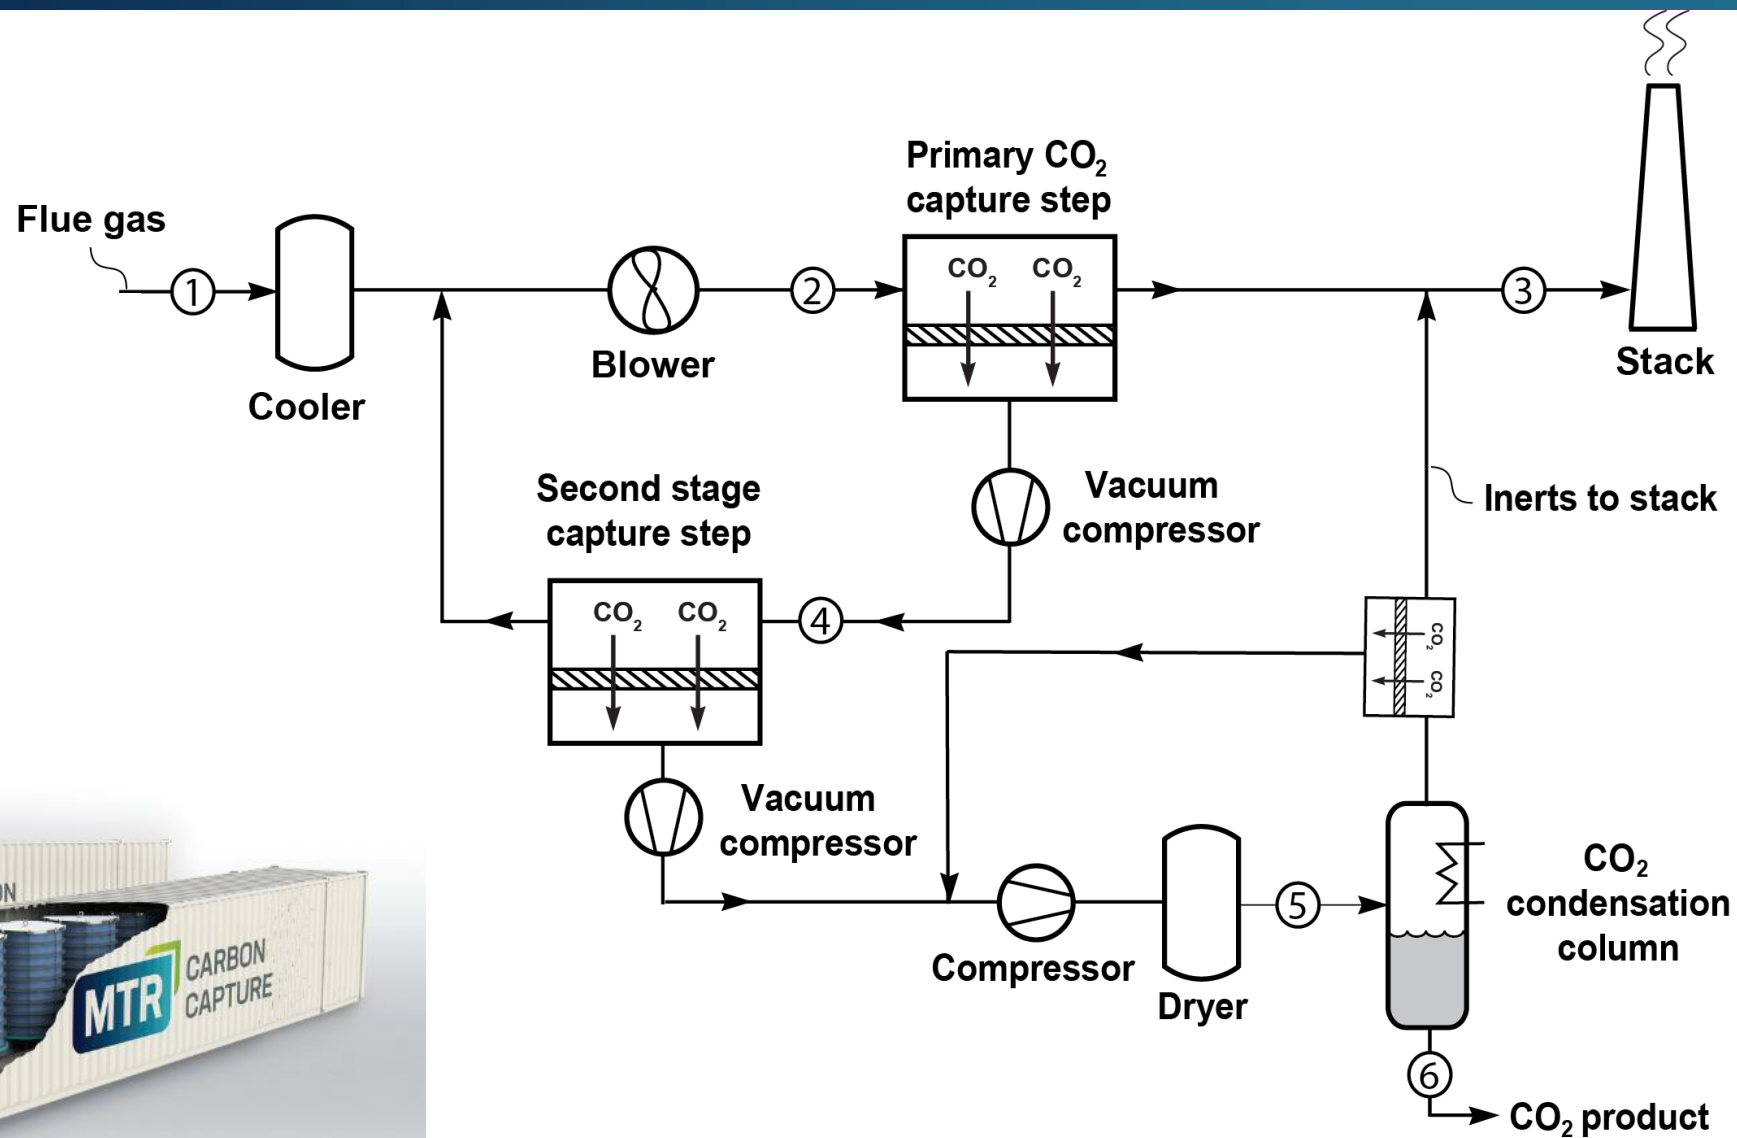 Flue gas
1
Cooler
Blower
2
Primary CO₂
capture step
CO₂ CO₂
3
Stack
Second stage
capture step
CO₂ CO₂
4
Vacuum
compressor
Inerts to stack
CO₂
CO₂
Vacuum
compressor
Compressor
Dryer
5
CO₂
condensation
column
6
CO₂ product
ON
MTR
CARBON
CAPTURE